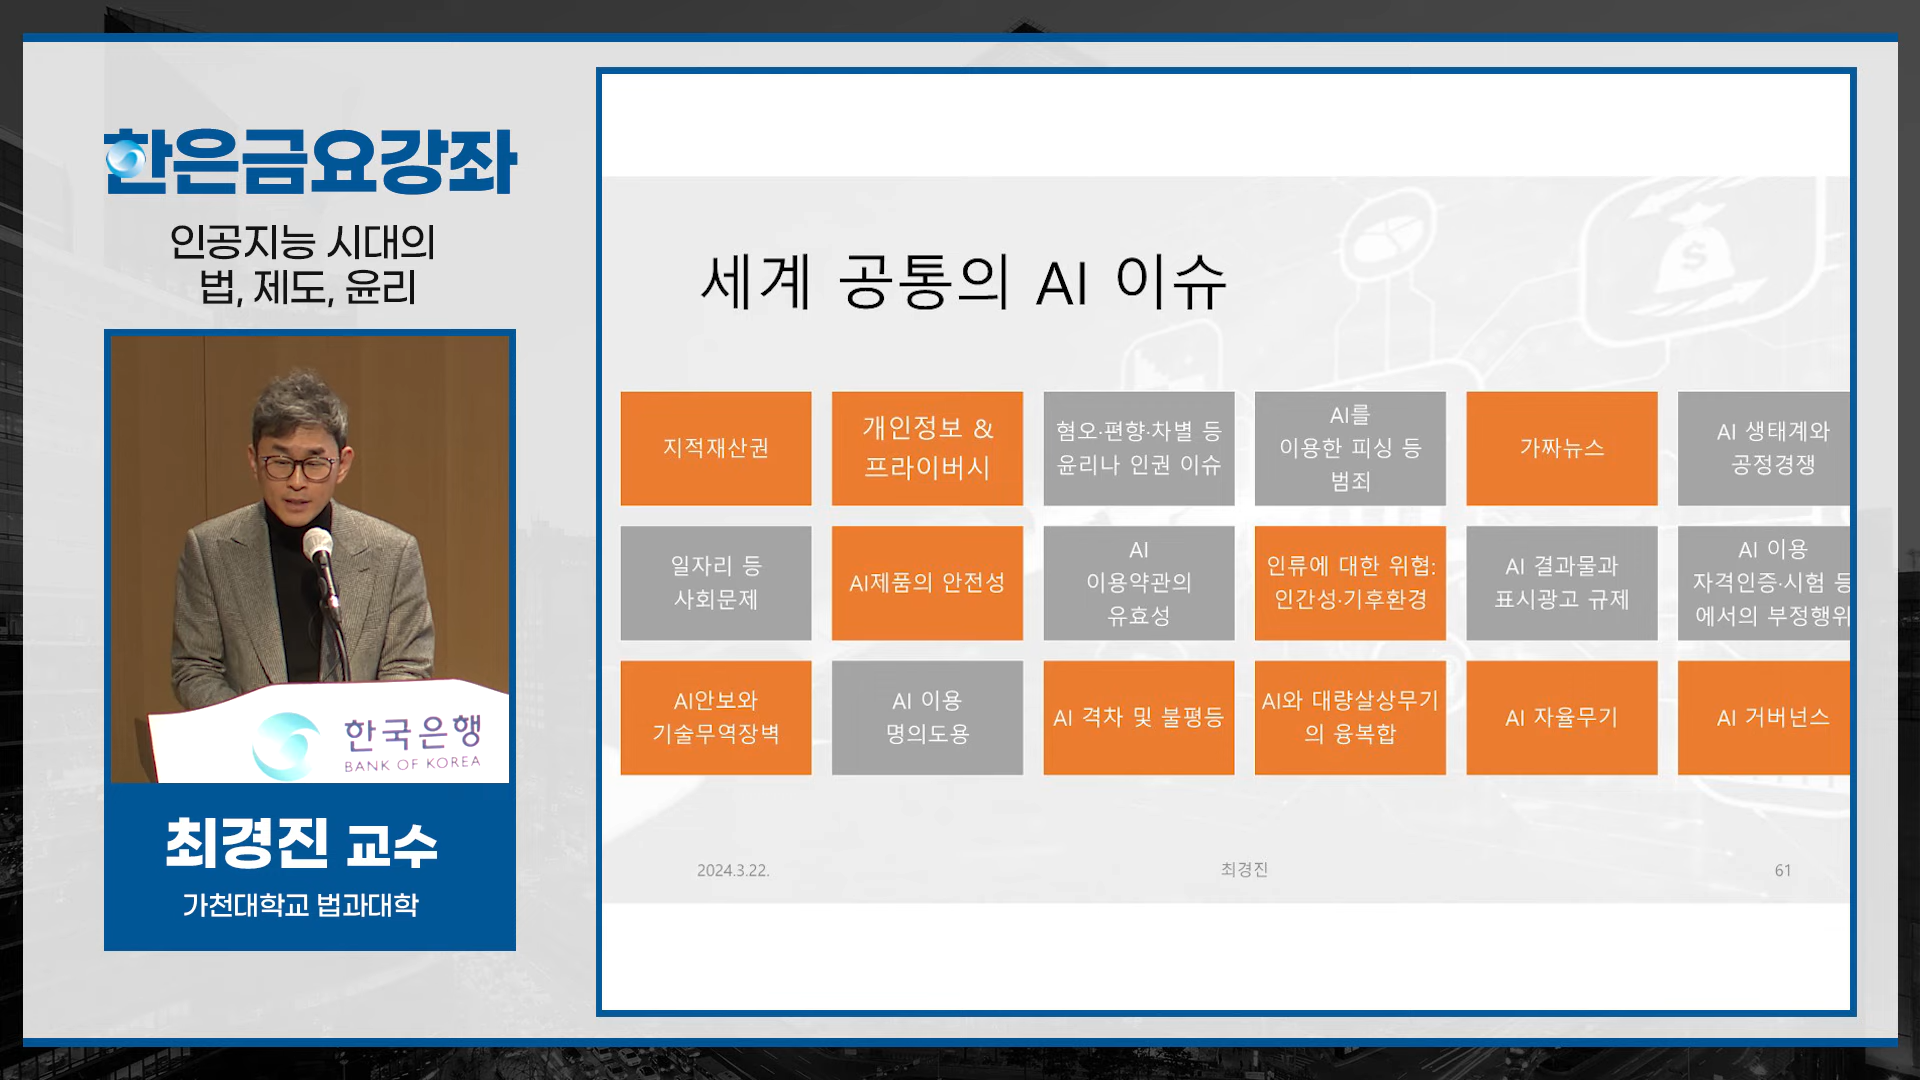 한은금요강좌
인공지능 시대의
법, 제도, 윤리
한국은행
BANK OF KOREA
최경진 교수
가천대학교 법과대학
세계 공통의 AI 이슈
지적재산권
개인정보 &
프라이버시
혐오·편향·차별 등
윤리나 인권 이슈
AI를
이용한 피싱 등
범죄
가짜뉴스
AI 생태계와
공정경쟁
일자리 등
사회문제
AI제품의 안전성
AI
이용약관의
유효성
인류에 대한 위협:
인간성·기후환경
AI 결과물과
표시광고 규제
AI 이용
자격인증·시험 등
에서의 부정행위
AI안보와
기술무역장벽
AI 이용
명의도용
AI 격차 및 불평등
AI와 대량살상무기
의 융복합
AI 자율무기
AI 거버넌스
2024.3.22.
최경진
61